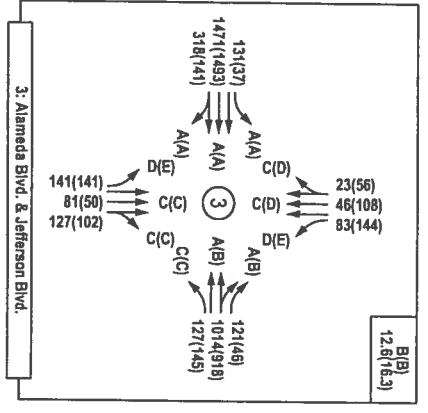 B(B)
12.6(16.3)
131(37)
1471(1493)
318(141)
A(A)
A(A)
A(A)
23(56)
46(108)
83(144)
C(D)
C(D)
D(E)
3
141(141)
81(50)
127(102)
D(E)
C(C)
C(C)
C(C)
A(B)
A(B)
121(46)
1014(918)
127(145)
3: Alameda Blvd. & Jefferson Blvd.